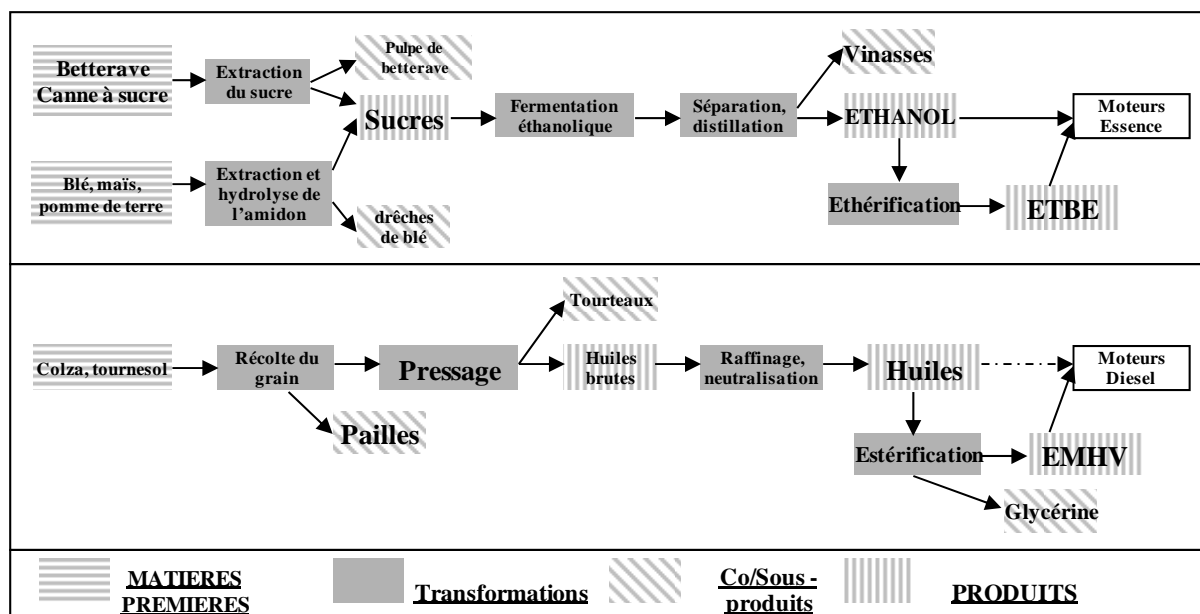 Betterave
Canne à sucre
Extraction
du sucre
Pulpe de
betterave
Sucres
Fermentation
éthanolique
Séparation,
distillation
Vinasses
ETHANOL
Moteurs
Essence
Blé, maïs,
pomme de terre
Extraction et
hydrolyse de
l’amidon
drêches
de blé
Ethérification
ETBE
Colza, tournesol
Récolte du
grain
Pailles
Pressage
Tourteaux
Huiles
brutes
Raffinage,
neutralisation
Huiles
Moteurs
Diesel
Estérification
EMHV
Glycérine
MATIERES
PREMIERES
Transformations
Co/Sous -
produits
PRODUITS